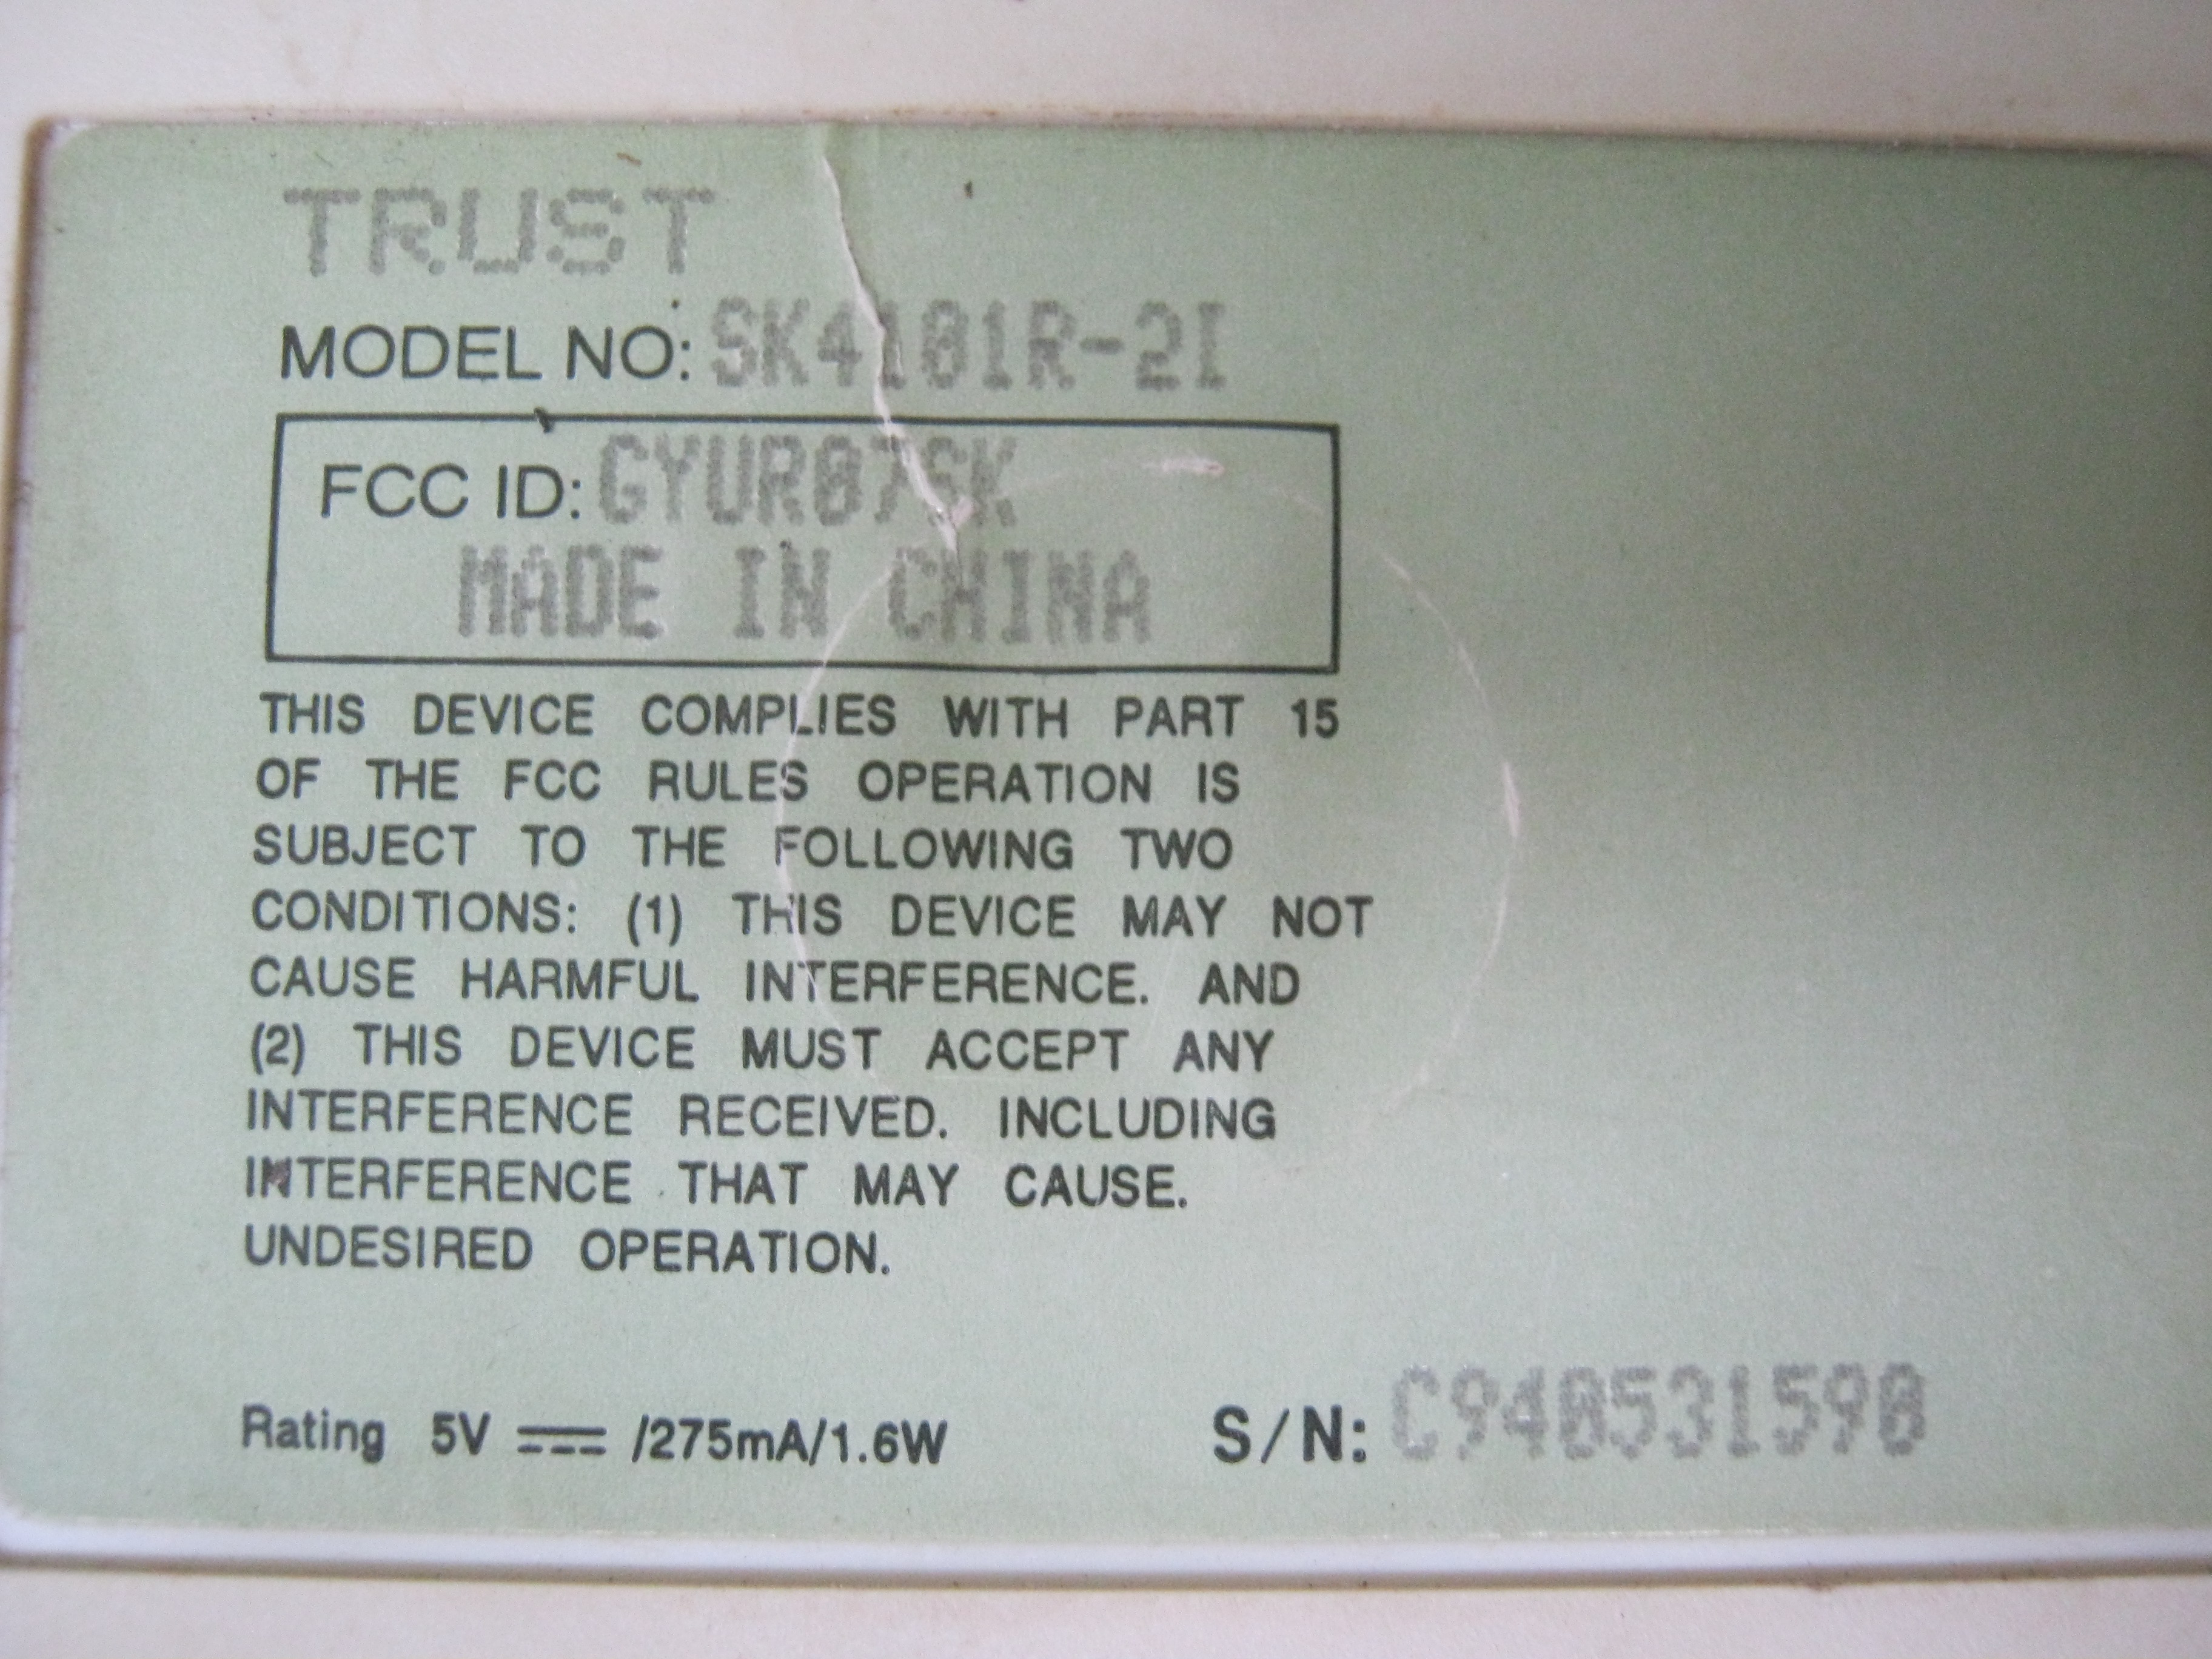 TRUST
MODEL NO: SK4101R-2I
FCC ID: GYUR07SK
MADE IN CHINA
THIS DEVICE COMPLIES WITH PART 15
OF THE FCC RULES OPERATION IS
SUBJECT TO THE FOLLOWING TWO
CONDITIONS: (1) THIS DEVICE MAY NOT
CAUSE HARMFUL INTERFERENCE. AND
(2) THIS DEVICE MUST ACCEPT ANY
INTERFERENCE RECEIVED. INCLUDING
INTERFERENCE THAT MAY CAUSE.
UNDESIRED OPERATION.
Rating 5V ⎓ /275mA/1.6W
S/N: C940531590